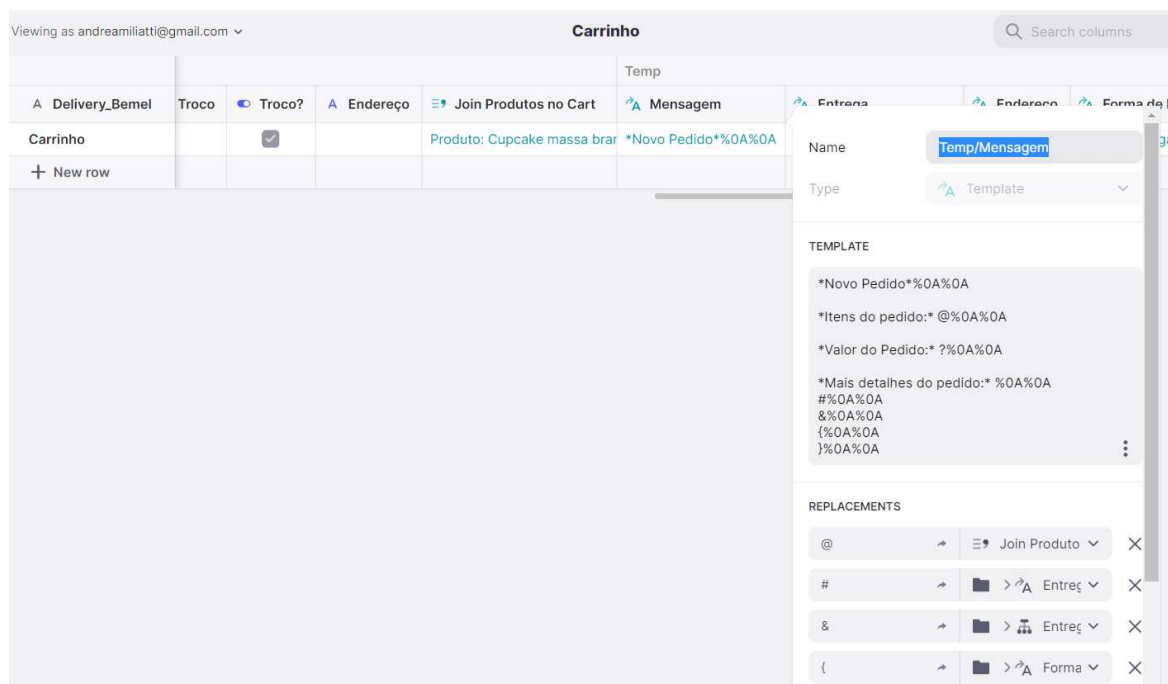 Viewing as andreamiliatti@gmail.com
Carrinho
Search columns
Temp
A Delivery_Bemel Troco Troco? A Endereço Join Produtos no Cart Mensagem Entrega Endereço Forma de
Carrinho Produto: Cupcake massa bran *Novo Pedido*%0A%0A
+ New row
Name Temp/Mensagem
Type Template
TEMPLATE
*Novo Pedido*%0A%0A
*Itens do pedido:* @%0A%0A
*Valor do Pedido:* ?%0A%0A
*Mais detalhes do pedido:* %0A%0A
#%0A%0A
&%0A%0A
{%0A%0A
}%0A%0A
REPLACEMENTS
@ Join Produto
# > Entreg
& > Entreg
{ > Forma